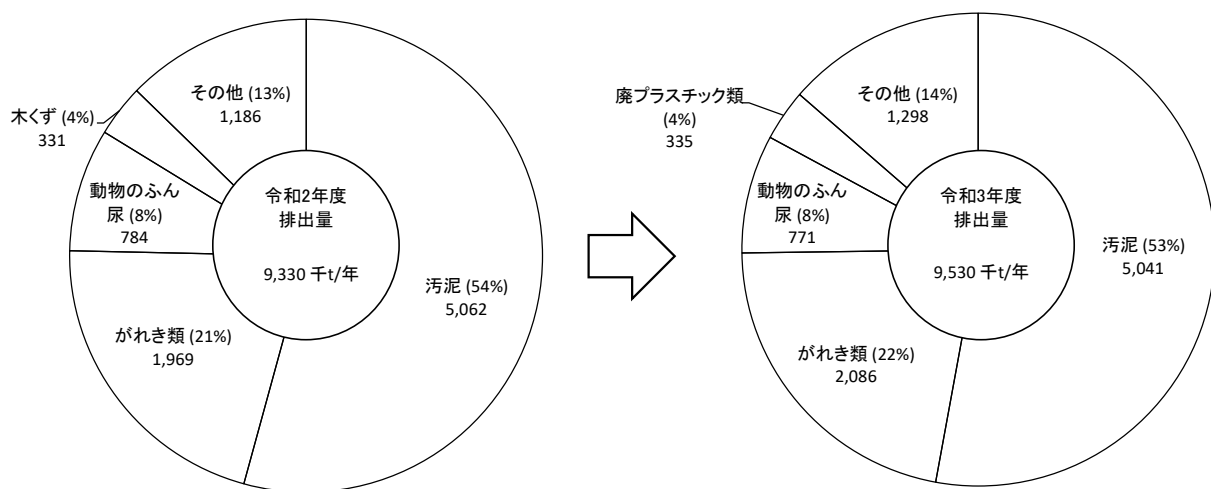 その他 (13%)
1,186
木くず (4%)
331
動物のふん
尿 (8%)
784
令和2年度
排出量
9,330 千t/年
汚泥 (54%)
5,062
がれき類 (21%)
1,969
その他 (14%)
1,298
廃プラスチック類
(4%)
335
動物のふん
尿 (8%)
771
令和3年度
排出量
9,530 千t/年
汚泥 (53%)
5,041
がれき類 (22%)
2,086